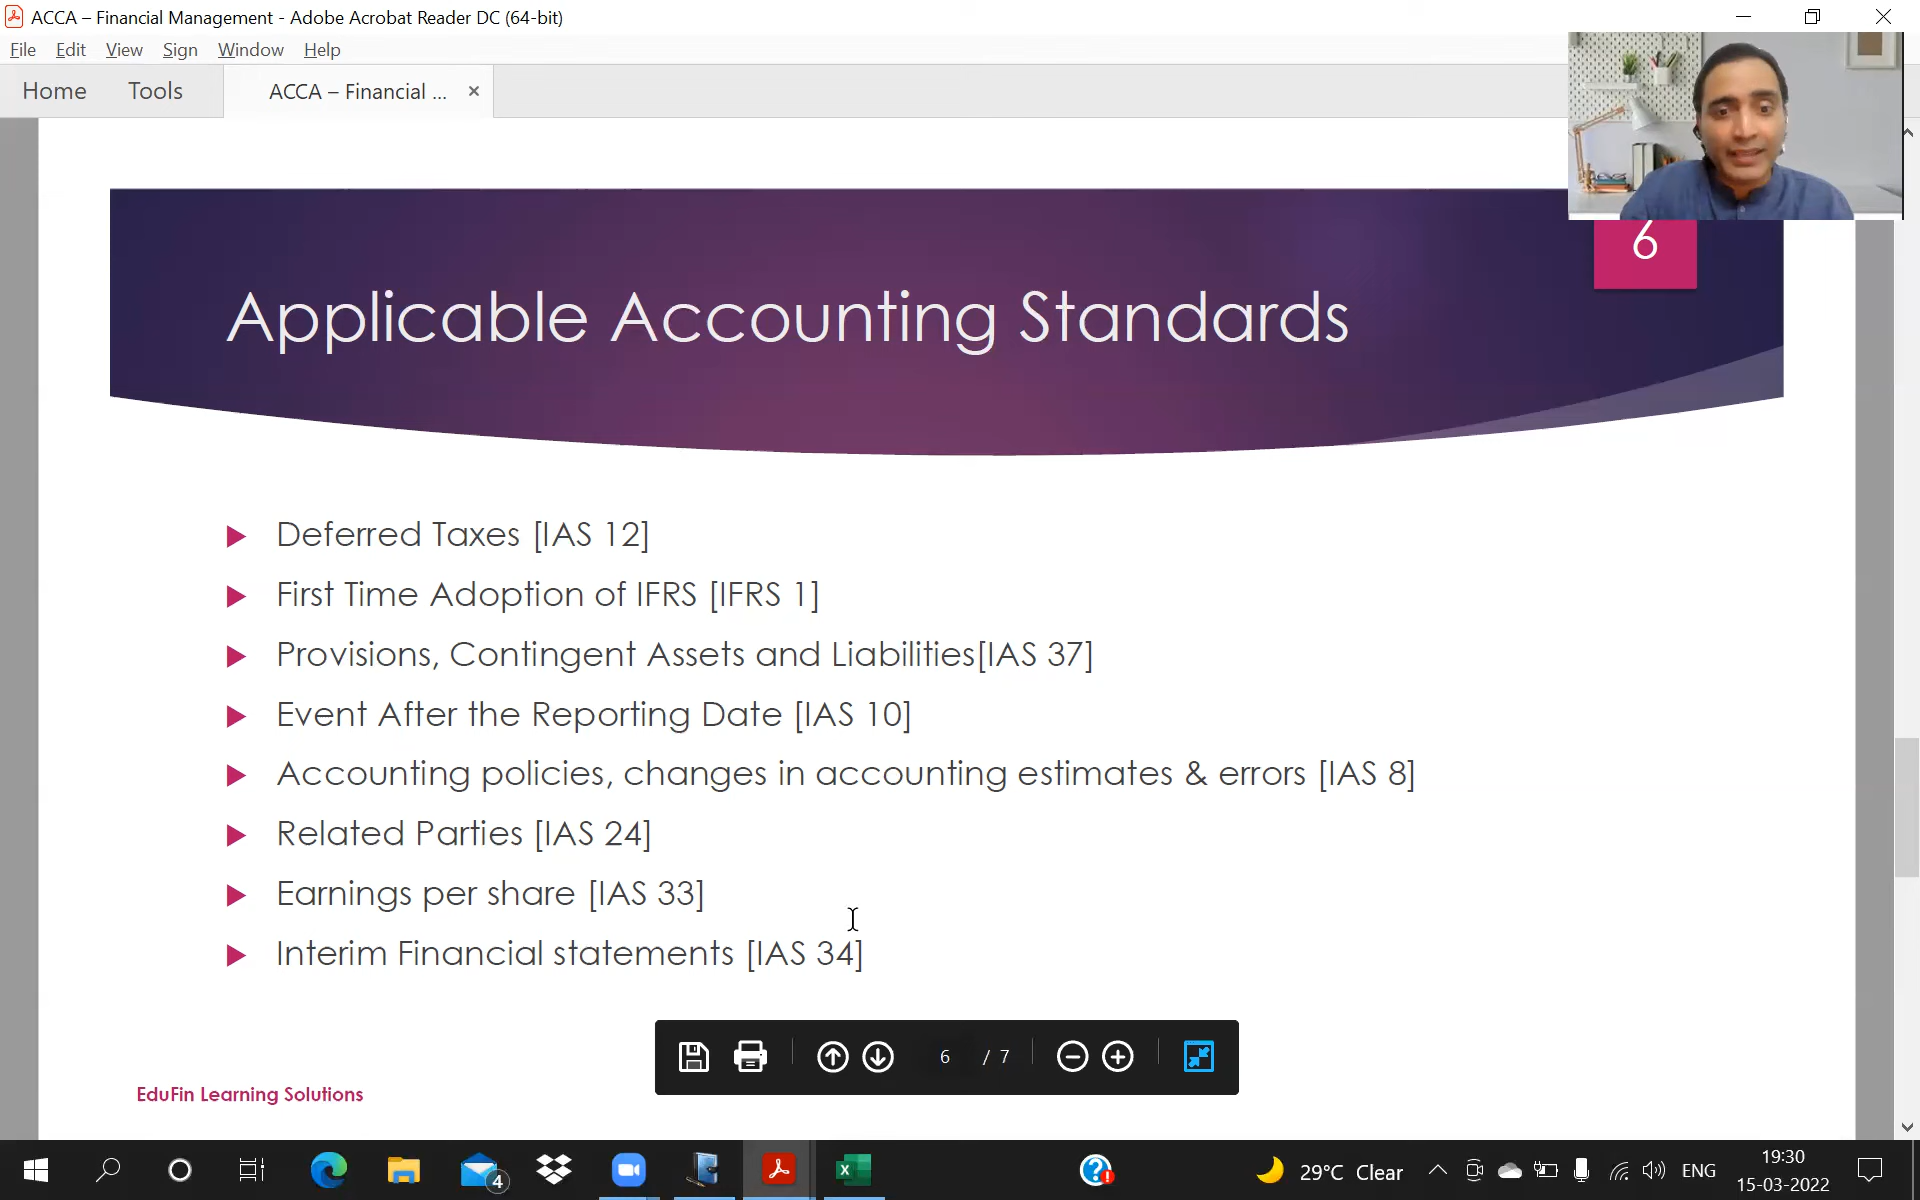 ACCA – Financial Management - Adobe Acrobat Reader DC (64-bit)
File Edit View Sign Window Help
Home Tools ACCA – Financial ...
6
Applicable Accounting Standards
Deferred Taxes [IAS 12]
First Time Adoption of IFRS [IFRS 1]
Provisions, Contingent Assets and Liabilities[IAS 37]
Event After the Reporting Date [IAS 10]
Accounting policies, changes in accounting estimates & errors [IAS 8]
Related Parties [IAS 24]
Earnings per share [IAS 33]
Interim Financial statements [IAS 34]
6 / 7
EduFin Learning Solutions
4
29°C Clear
ENG
19:30
15-03-2022